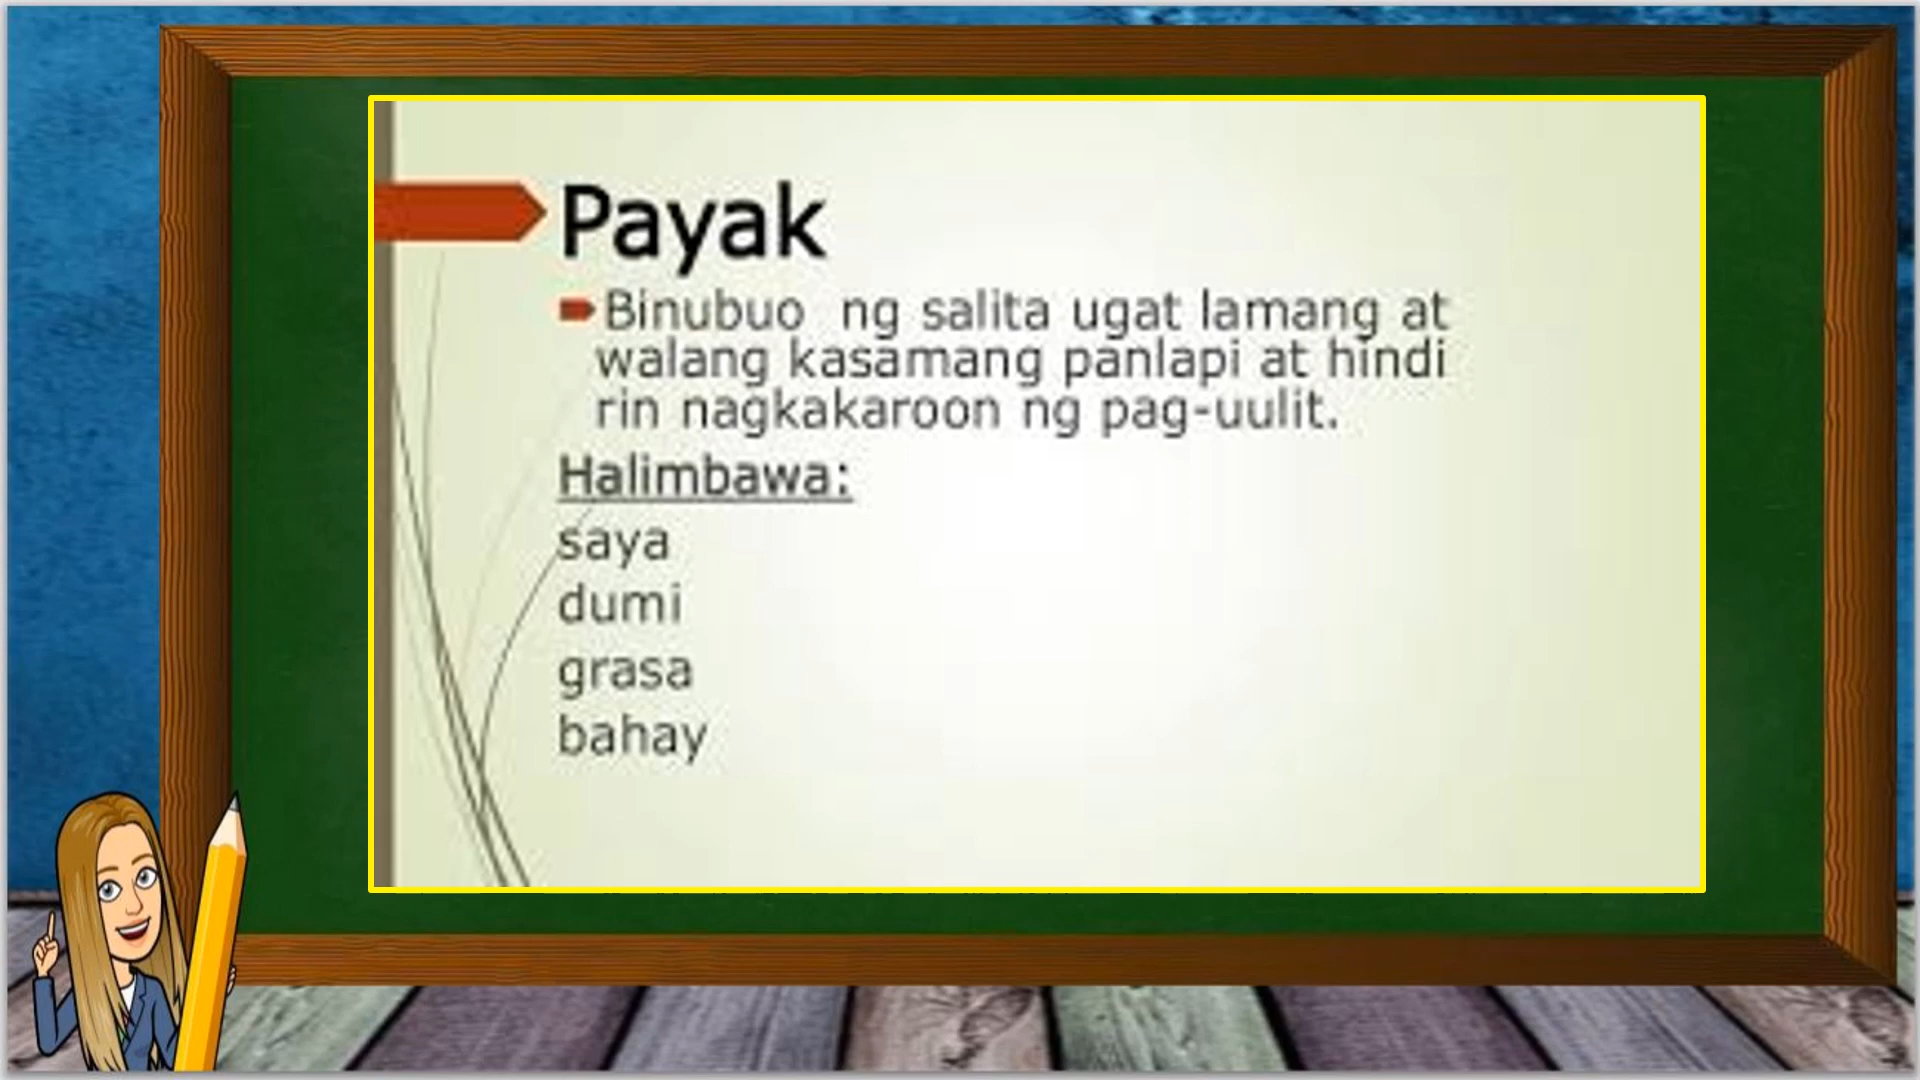 Payak
Binubuo ng salita ugat lamang at
walang kasamang panlapi at hindi
rin nagkakaroon ng pag-uulit.
Halimbawa:
saya
dumi
grasa
bahay